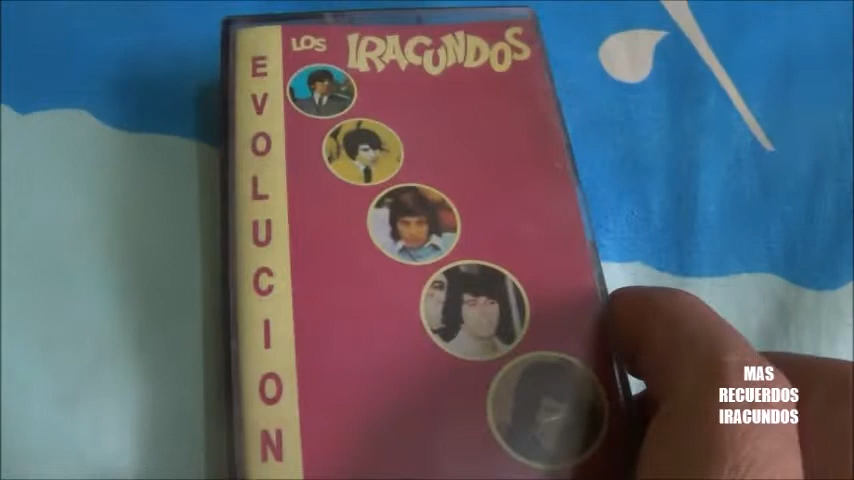 LOS IRACUNDOS
EVOLUCION
MAS
RECUERDOS
IRACUNDOS